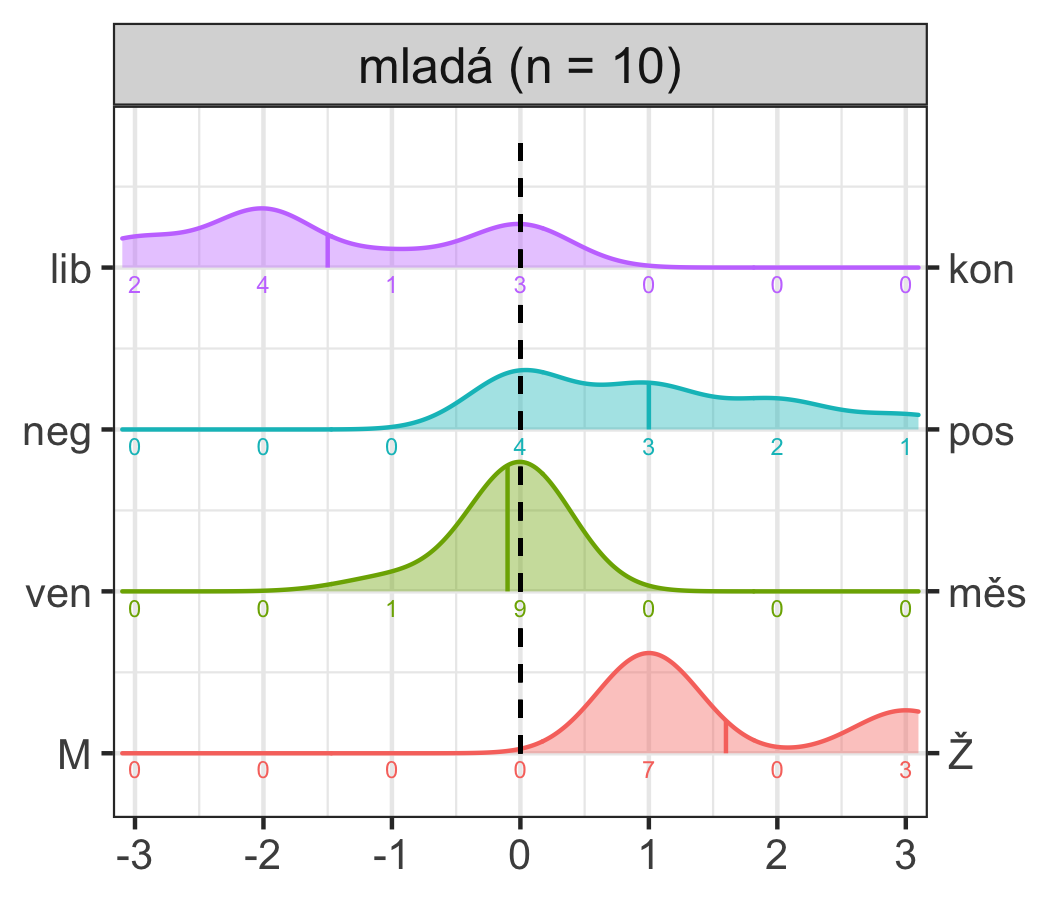 mladá (n = 10)
lib kon
2 4 1 3 0 0 0
neg pos
0 0 0 4 3 2 1
ven měs
0 0 1 9 0 0 0
M Ž
0 0 0 0 7 0 3
-3 -2 -1 0 1 2 3